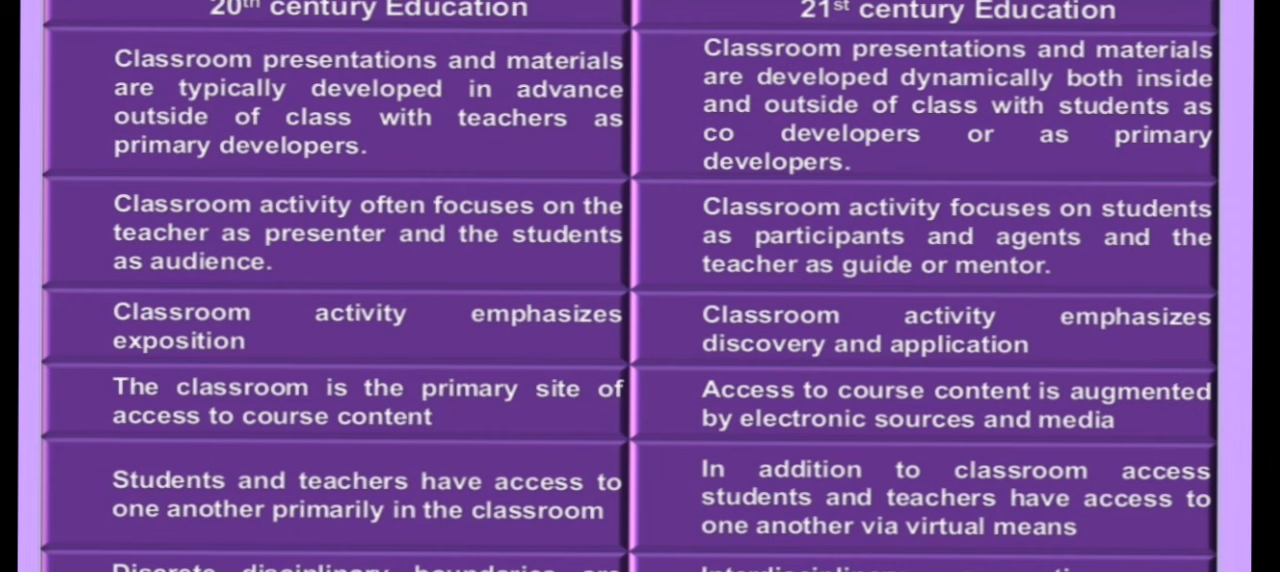 20th century Education
21st century Education
Classroom presentations and materials
are typically developed in advance
outside of class with teachers as
primary developers.
Classroom presentations and materials
are developed dynamically both inside
and outside of class with students as
co developers or as primary
developers.
Classroom activity often focuses on the
teacher as presenter and the students
as audience.
Classroom activity focuses on students
as participants and agents and the
teacher as guide or mentor.
Classroom activity emphasizes
exposition
Classroom activity emphasizes
discovery and application
The classroom is the primary site of
access to course content
Access to course content is augmented
by electronic sources and media
Students and teachers have access to
one another primarily in the classroom
In addition to classroom access
students and teachers have access to
one another via virtual means
Discrete disciplinary boundaries are